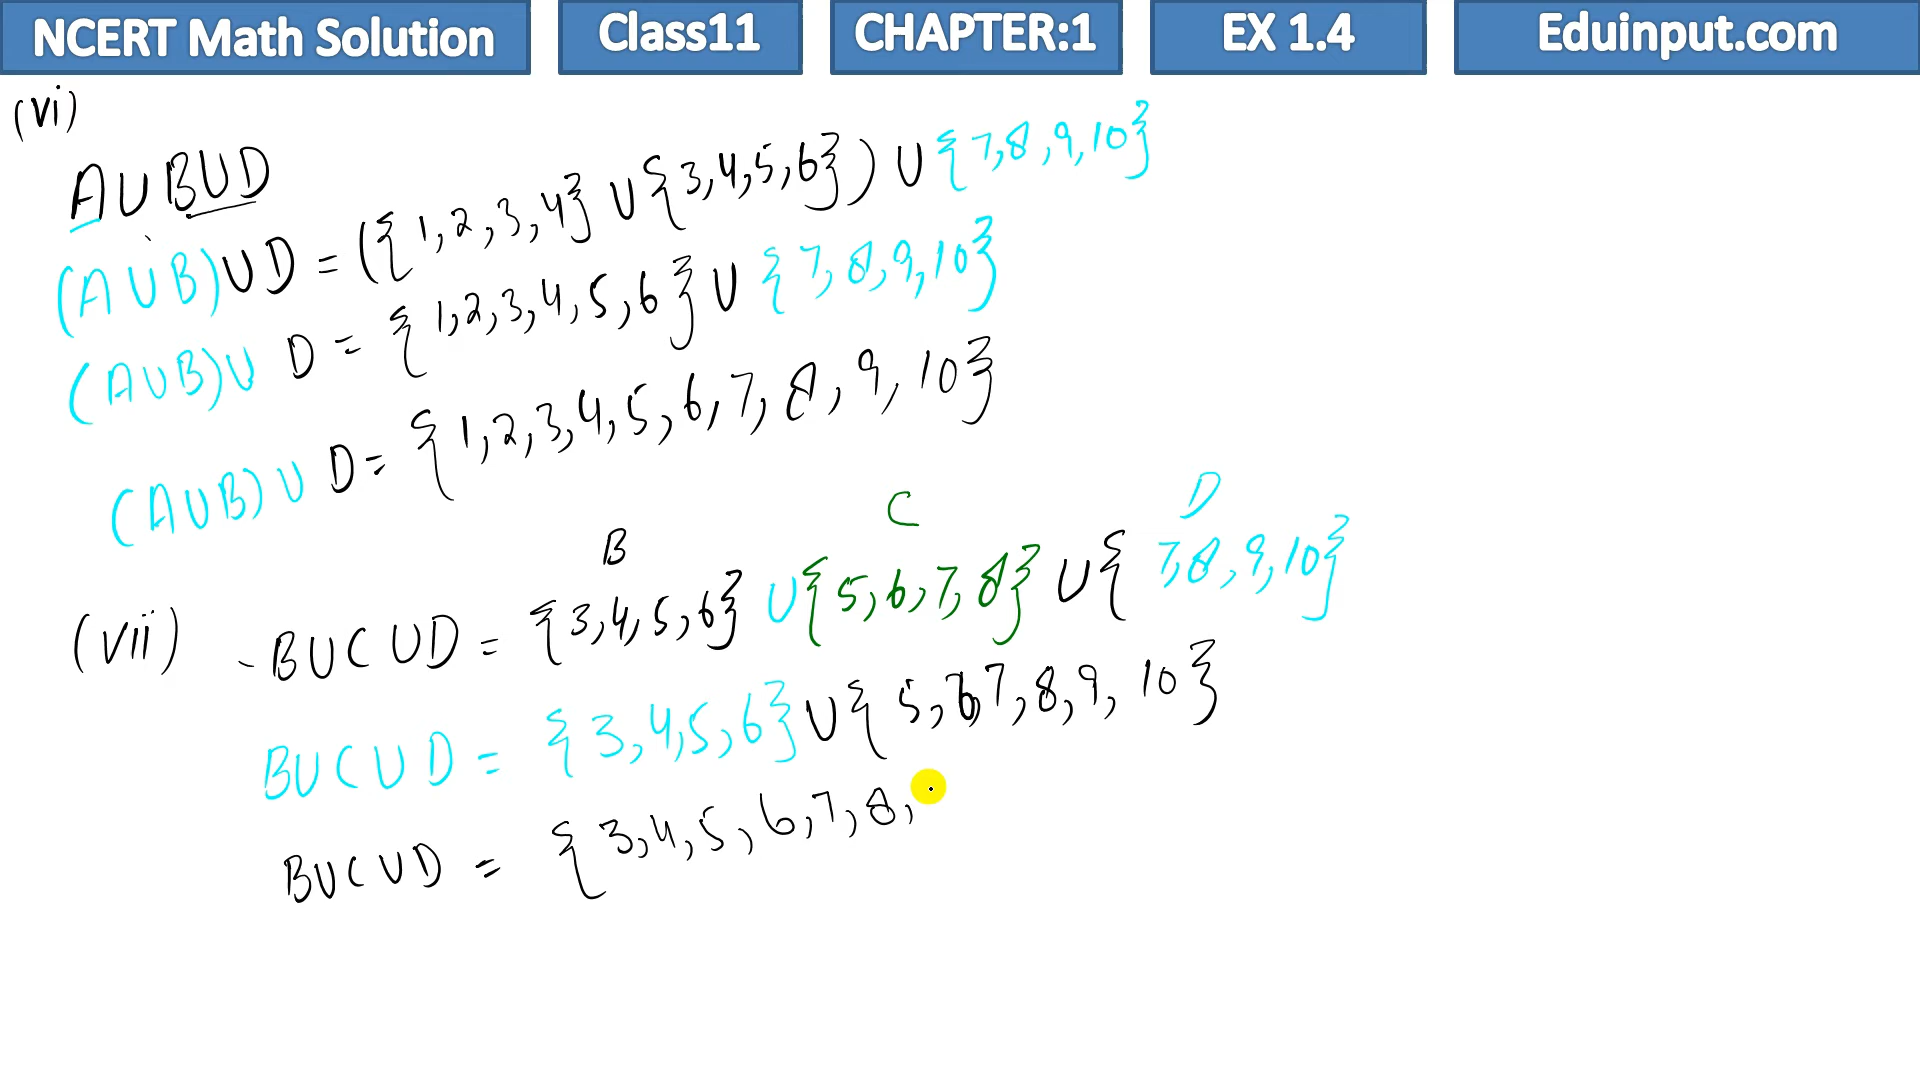 NCERT Math Solution Class11 CHAPTER:1 EX 1.4 Eduinput.com
(vi)
A∪B∪D
(A∪B)∪D = ({1,2,3,4} ∪ {3,4,5,6}) ∪ {7,8,9,10}
(A∪B)∪ D = {1,2,3,4,5,6} ∪ {7,8,9,10}
(A∪B)∪ D = {1,2,3,4,5,6,7,8,9,10}
B C D
(vii) B∪C∪D = {3,4,5,6} ∪ {5,6,7,8} ∪ {7,8,9,10}
B∪C∪D = {3,4,5,6} ∪ {5,6,7,8,9,10}
B∪C∪D = {3,4,5,6,7,8,